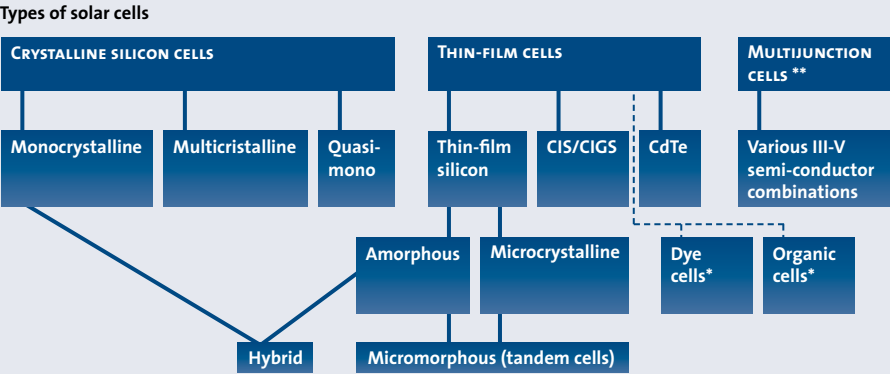 Types of solar cells
CRYSTALLINE SILICON CELLS
THIN-FILM CELLS
MULTIJUNCTION
CELLS **
Monocrystalline
Multicristalline
Quasi-
mono
Thin-film
silicon
CIS/CIGS
CdTe
Various III-V
semi-conductor
combinations
Amorphous
Microcrystalline
Dye
cells*
Organic
cells*
Hybrid
Micromorphous (tandem cells)